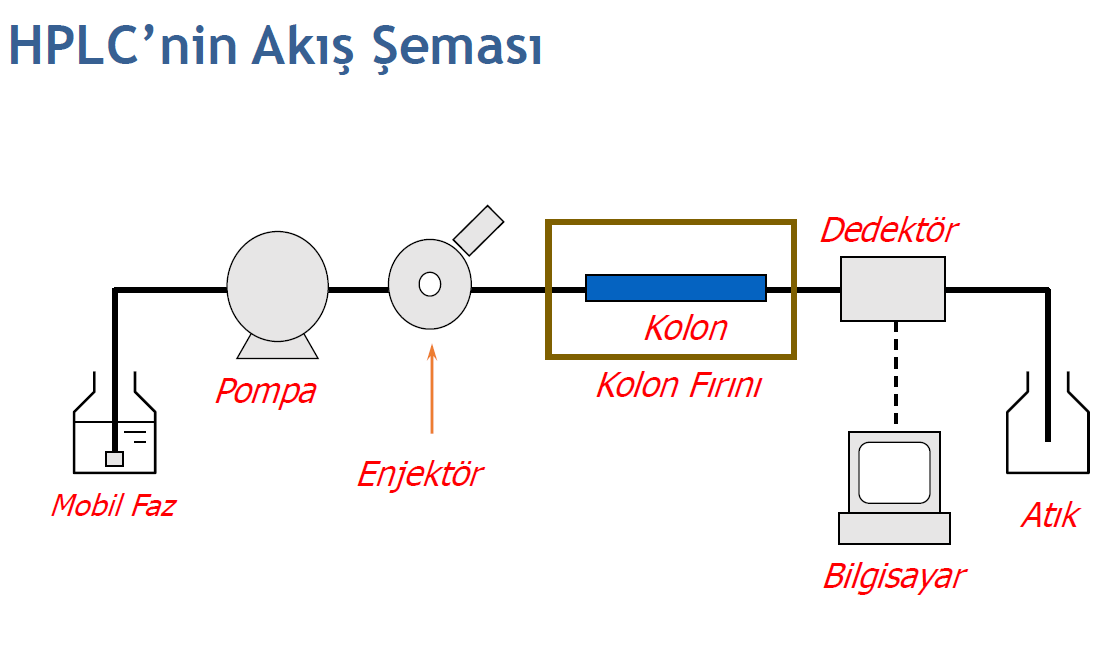 HPLC’nin Akış Şeması
Dedektör
Kolon
Pompa
Kolon Fırını
Enjektör
Mobil Faz
Atık
Bilgisayar